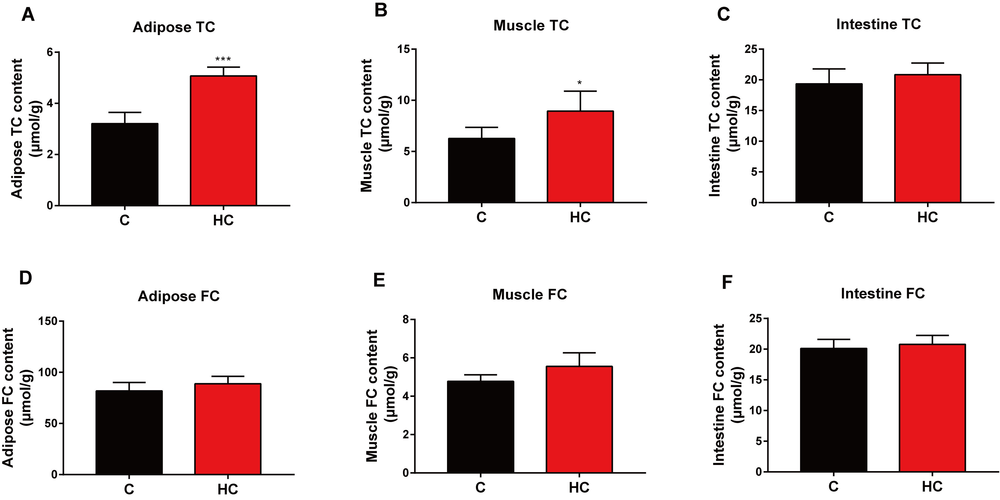 A
Adipose TC
Adipose TC content
(µmol/g)
6
4
2
0
***
C
HC
B
Muscle TC
Muscle TC content
(µmol/g)
15
10
5
0
*
C
HC
C
Intestine TC
Intestine TC content
(µmol/g)
25
20
15
10
5
0
C
HC
D
Adipose FC
Adipose FC content
(µmol/g)
150
100
50
0
C
HC
E
Muscle FC
Muscle FC content
(µmol/g)
8
6
4
2
0
C
HC
F
Intestine FC
Intestine FC content
(µmol/g)
25
20
15
10
5
0
C
HC